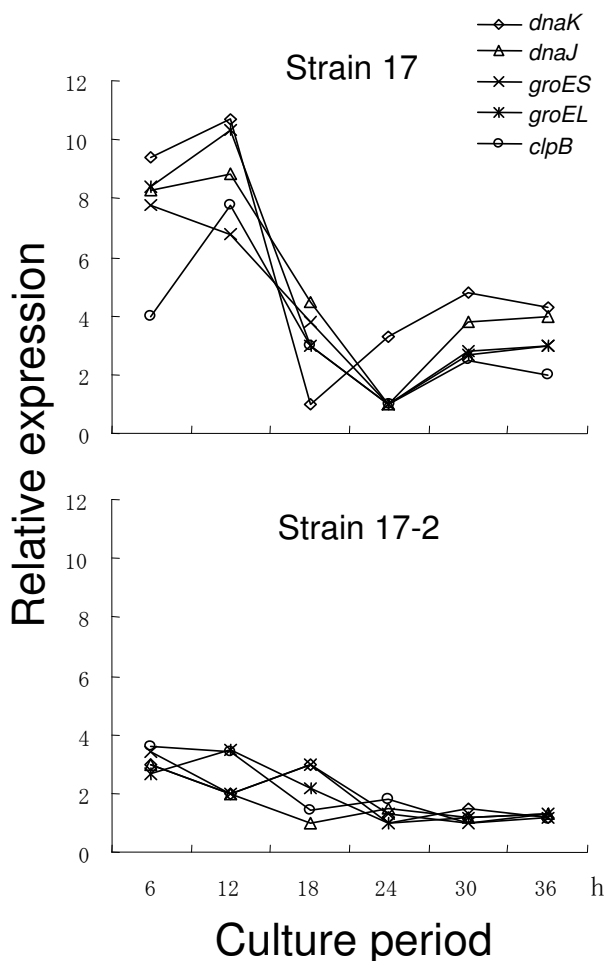 dnaK
dnaJ
groES
groEL
clpB
Strain 17
12
10
8
6
4
2
0
Relative expression
Strain 17-2
12
10
8
6
4
2
0
6 12 18 24 30 36 h
Culture period